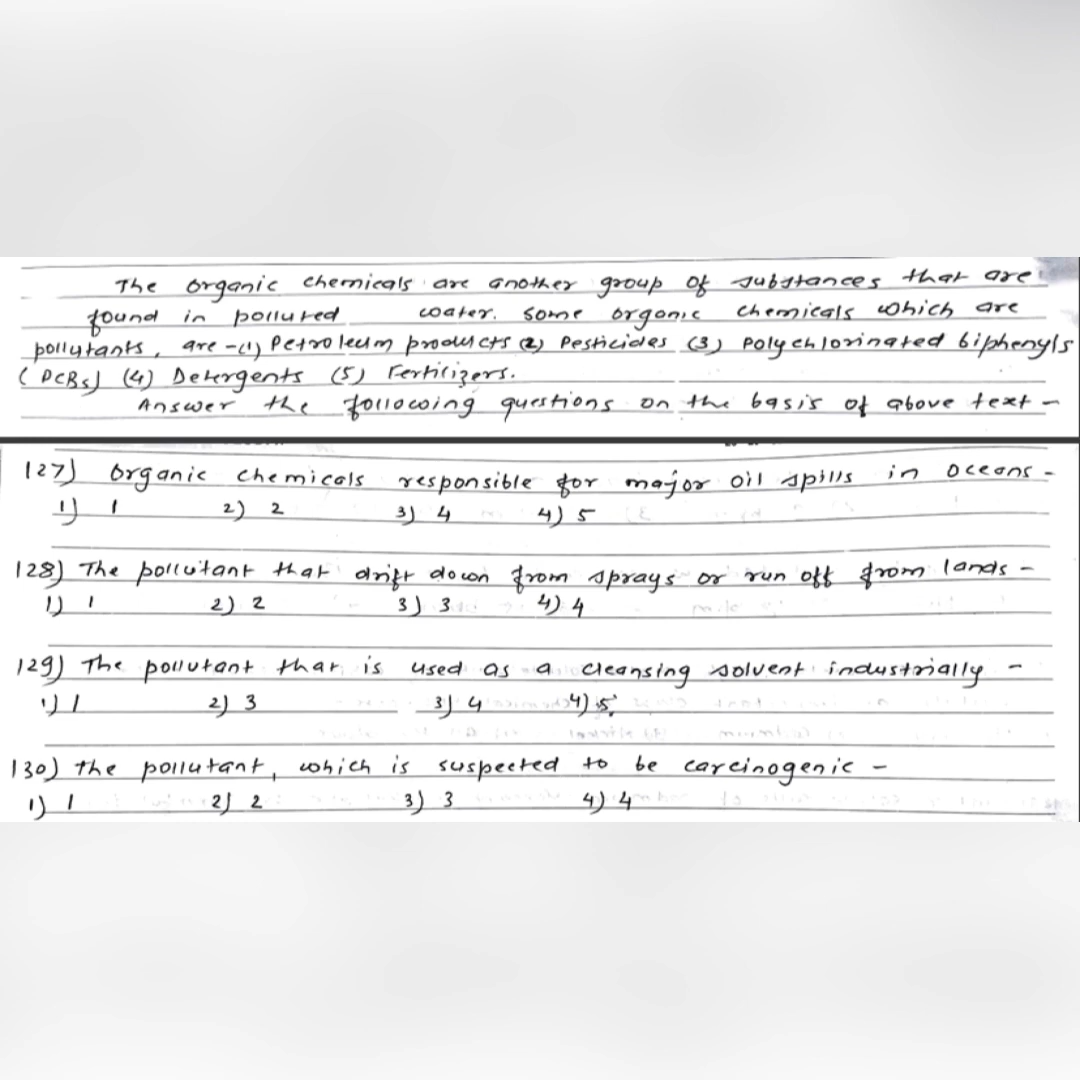 The organic chemicals are another group of substances that are
found in polluted water. Some organic chemicals which are
pollutants, are -(1) Petroleum products (2) Pesticides (3) Polychlorinated biphenyls
(PCBs) (4) Detergents (5) Fertilizers.
Answer the following questions on the basis of above text -
127) Organic chemicals responsible for major oil spills in oceans -
1) 1 2) 2 3) 4 4) 5
128) The pollutant that drift down from sprays or run off from lands -
1) 1 2) 2 3) 3 4) 4
129) The pollutant that is used as a cleansing solvent industrially -
1) 1 2) 3 3) 4 4) 5
130) The pollutant, which is suspected to be carcinogenic -
1) 1 2) 2 3) 3 4) 4